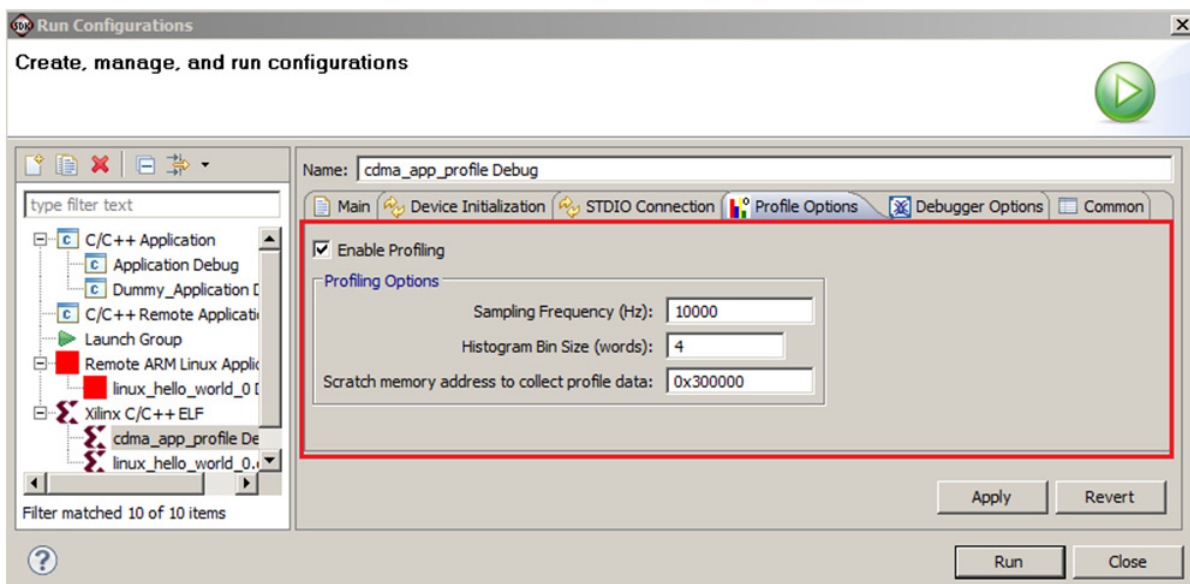 SDK Run Configurations
Create, manage, and run configurations
type filter text
C/C++ Application
Application Debug
Dummy_Application D
C/C++ Remote Applicati
Launch Group
Remote ARM Linux Applic
linux_hello_world_0 D
Xilinx C/C++ ELF
cdma_app_profile De
linux_hello_world_0.e
Filter matched 10 of 10 items
Name: cdma_app_profile Debug
Main Device Initialization STDIO Connection Profile Options Debugger Options Common
Enable Profiling
Profiling Options
Sampling Frequency (Hz): 10000
Histogram Bin Size (words): 4
Scratch memory address to collect profile data: 0x300000
Apply Revert
? Run Close